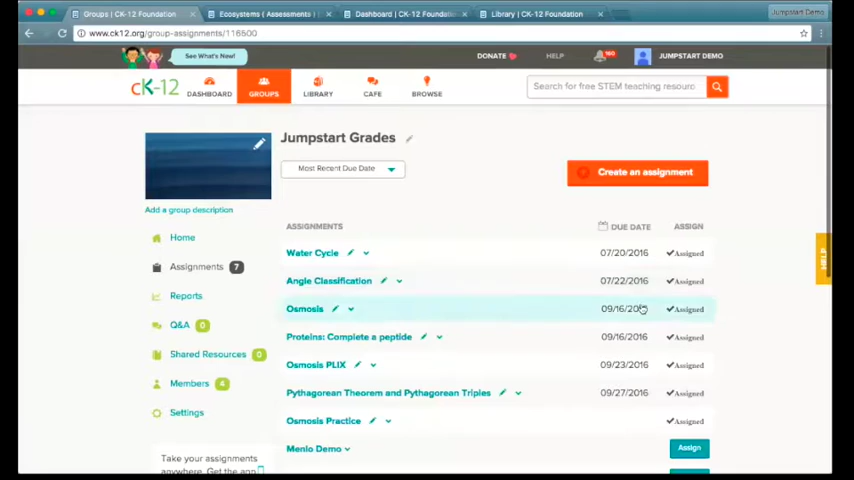 Groups | CK-12 Foundation
Ecosystems ( Assessments |
Dashboard | CK-12 Foundation
Library | CK-12 Foundation
Jumpstart Demo
www.ck12.org/group-assignments/116500
See What's New!
DONATE
HELP
JUMPSTART DEMO
cK-12
DASHBOARD
GROUPS
LIBRARY
CAFE
BROWSE
Search for free STEM teaching resourc
Jumpstart Grades
Most Recent Due Date
Create an assignment
Add a group description
ASSIGNMENTS
DUE DATE
ASSIGN
Home
Water Cycle
07/20/2016
Assigned
Assignments 7
Angle Classification
07/22/2016
Assigned
Reports
Osmosis
09/16/20
Assigned
Q&A 0
Proteins: Complete a peptide
09/16/2016
Assigned
Shared Resources 0
Osmosis PLIX
09/23/2016
Assigned
Members 4
Pythagorean Theorem and Pythagorean Triples
09/27/2016
Assigned
Settings
Osmosis Practice
Assigned
Menlo Demo
Assign
Take your assignments
anywhere. Get the app
HELP